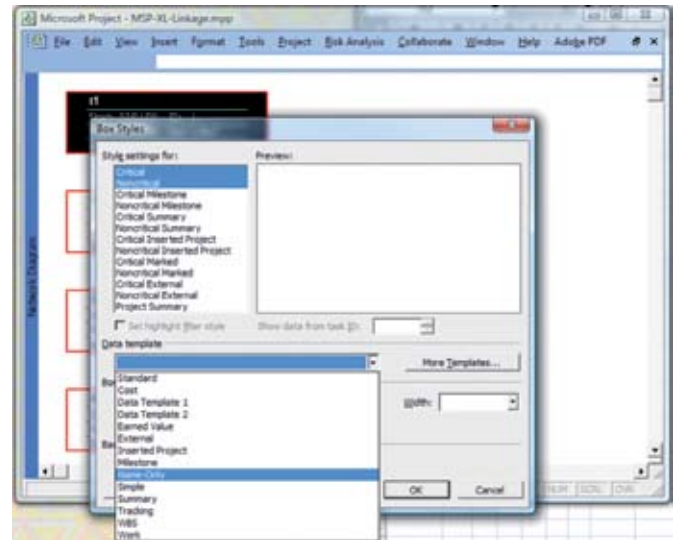 Microsoft Project - MSP-XL-Linkage.mpp
File Edit View Insert Format Tools Project Risk Analysis Collaborate Window Help Adobe PDF
t1
Box Styles
Style settings for:
Preview:
Critical
Noncritical
Critical Milestone
Noncritical Milestone
Critical Summary
Noncritical Summary
Critical Inserted Project
Noncritical Inserted Project
Critical Marked
Noncritical Marked
Critical External
Noncritical External
Project Summary
Set highlight filter style
Show data from task ID:
Data template
More Templates...
Standard
Cost
Data Template 1
Data Template 2
Earned Value
External
Inserted Project
Milestone
Name-Only
Simple
Summary
Tracking
WBS
Work
Width:
OK
Cancel
Network Diagram
NUM SCRL OVR